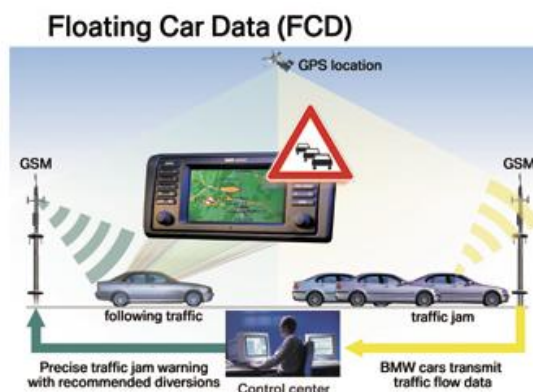 Floating Car Data (FCD)
GPS location
GSM
GSM
following traffic
traffic jam
Precise traffic jam warning
with recommended diversions
Control center
BMW cars transmit
traffic flow data